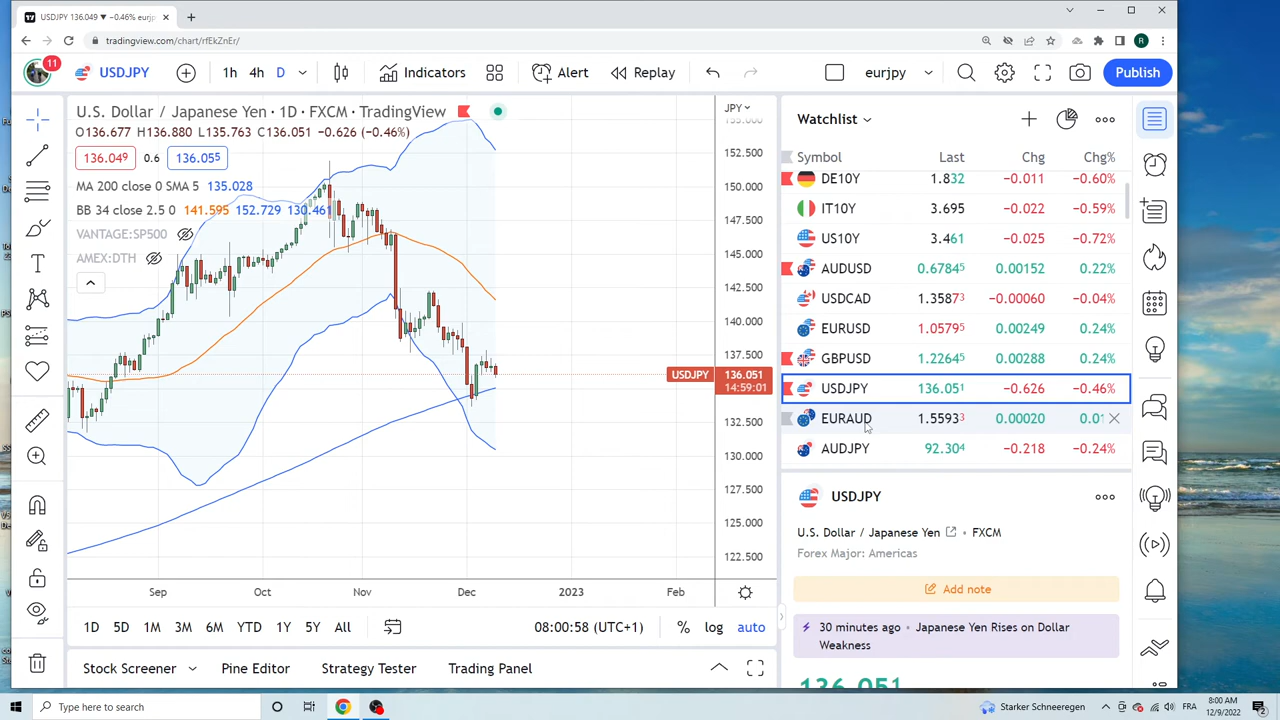 USDJPY 136.049 ▼ −0.46% eurjp
tradingview.com/chart/rfEkZnEr/
R
11
USDJPY
1h 4h D
Indicators
Alert
Replay
eurjpy
Publish
U.S. Dollar / Japanese Yen · 1D · FXCM · TradingView
O136.677 H136.880 L135.763 C136.051 −0.626 (−0.46%)
136.049 0.6 136.055
MA 200 close 0 SMA 5 135.028
BB 34 close 2.5 0 141.595 152.729 130.461
VANTAGE:SP500
AMEX:DTH
JPY
155.000
152.500
150.000
147.500
145.000
142.500
140.000
137.500
USDJPY 136.051
14:59:01
132.500
130.000
127.500
125.000
122.500
Sep Oct Nov Dec 2023 Feb
1D 5D 1M 3M 6M YTD 1Y 5Y All
08:00:58 (UTC+1) % log auto
Stock Screener Pine Editor Strategy Tester Trading Panel
Watchlist
Symbol Last Chg Chg%
DE10Y 1.832 −0.011 −0.60%
IT10Y 3.695 −0.022 −0.59%
US10Y 3.461 −0.025 −0.72%
AUDUSD 0.67845 0.00152 0.22%
USDCAD 1.35873 −0.00060 −0.04%
EURUSD 1.05795 0.00249 0.24%
GBPUSD 1.22645 0.00288 0.24%
USDJPY 136.051 −0.626 −0.46%
EURAUD 1.55933 0.00020
AUDJPY 92.304 −0.218 −0.24%
USDJPY
U.S. Dollar / Japanese Yen • FXCM
Forex Major: Americas
Add note
30 minutes ago • Japanese Yen Rises on Dollar
Weakness
136.051
Type here to search
Starker Schneeregen
FRA
8:00 AM
12/9/2022
2